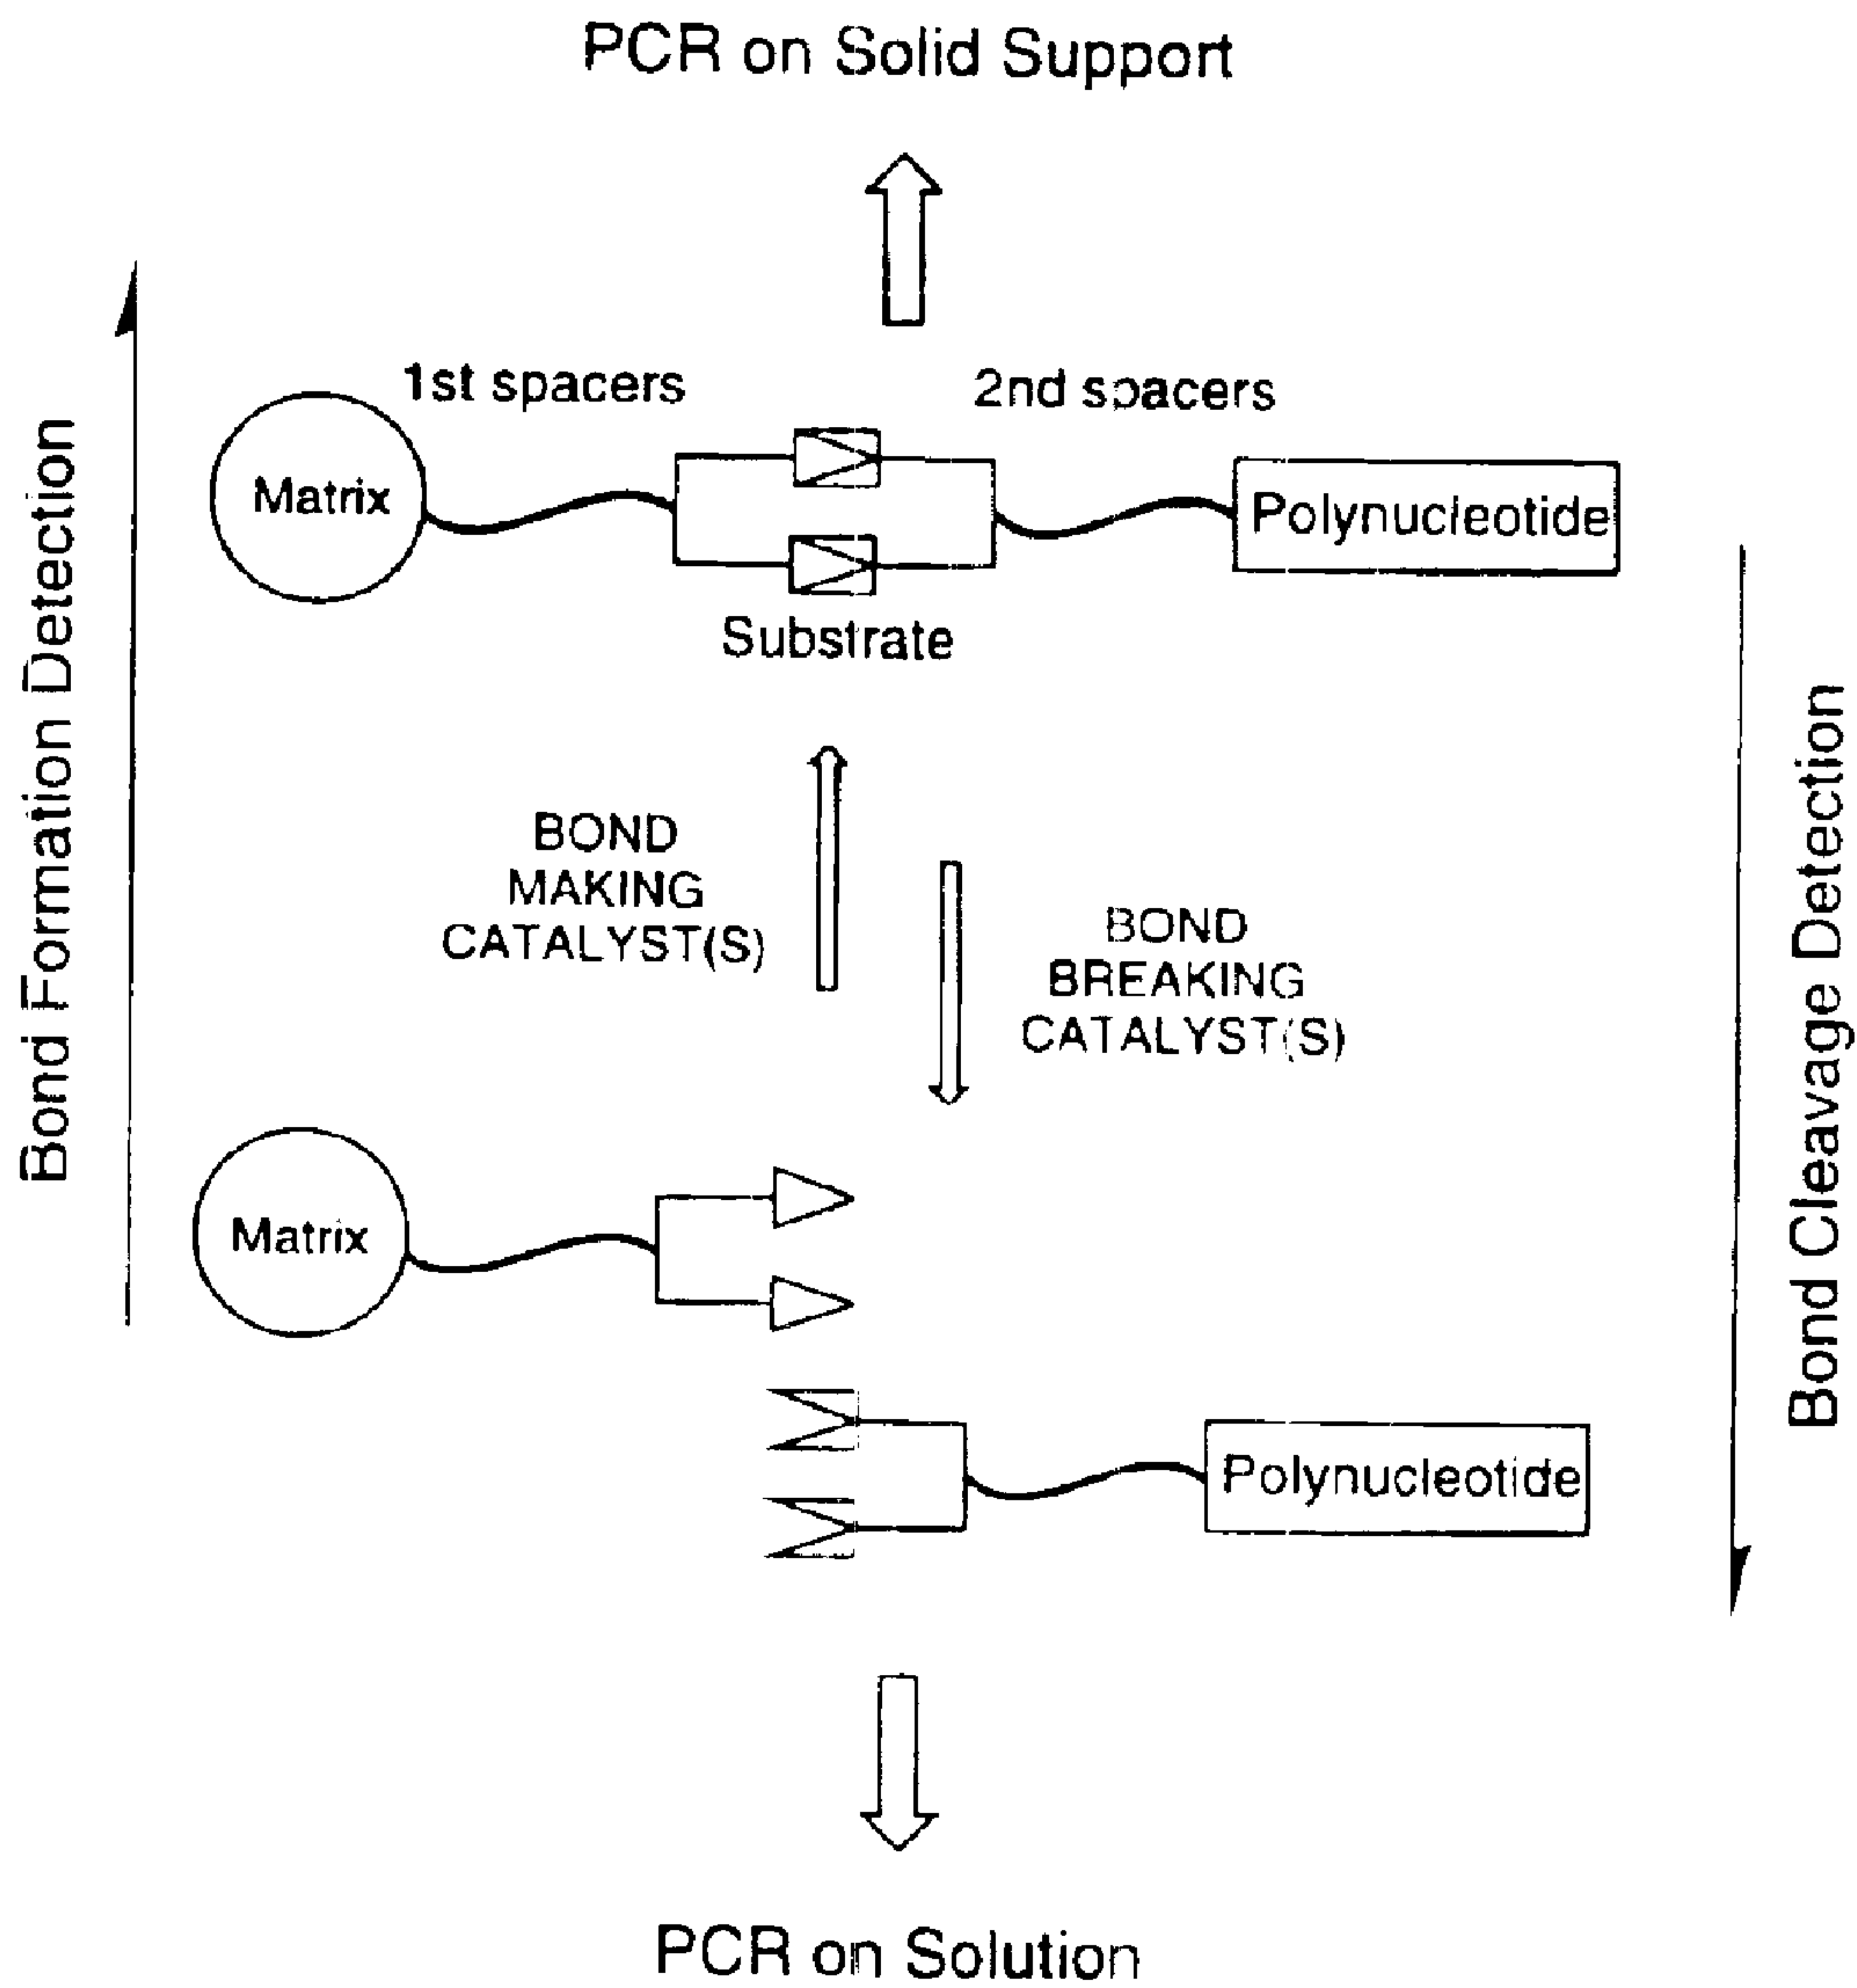 PCR on Solid Support
1st spacers
2nd spacers
Matrix
Polynucleotide
Substrate
Bond Formation Detection
BOND
MAKING
CATALYST(S)
BOND
BREAKING
CATALYST(S)
Bond Cleavage Detection
Matrix
Polynucleotide
PCR on Solution